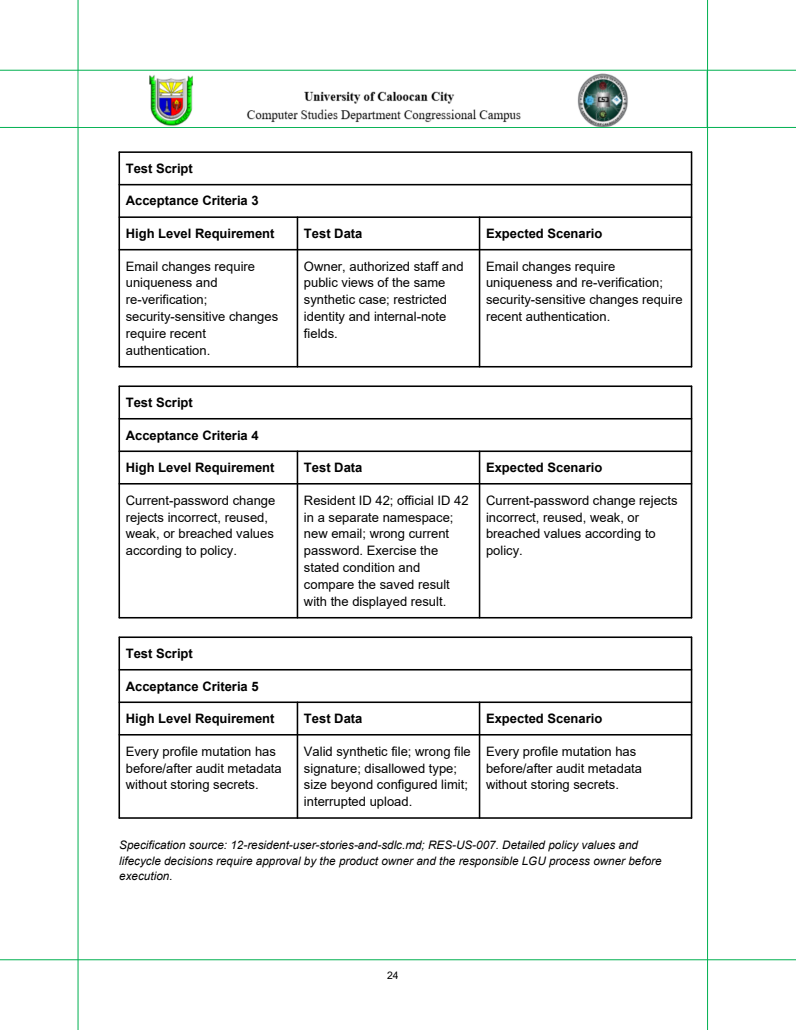 University of Caloocan City
Computer Studies Department Congressional Campus
Test Script
Acceptance Criteria 3
High Level Requirement
Test Data
Expected Scenario
Email changes require
uniqueness and
re-verification;
security-sensitive changes
require recent
authentication.
Owner, authorized staff and
public views of the same
synthetic case; restricted
identity and internal-note
fields.
Email changes require
uniqueness and re-verification;
security-sensitive changes require
recent authentication.
Test Script
Acceptance Criteria 4
High Level Requirement
Test Data
Expected Scenario
Current-password change
rejects incorrect, reused,
weak, or breached values
according to policy.
Resident ID 42; official ID 42
in a separate namespace;
new email; wrong current
password. Exercise the
stated condition and
compare the saved result
with the displayed result.
Current-password change rejects
incorrect, reused, weak, or
breached values according to
policy.
Test Script
Acceptance Criteria 5
High Level Requirement
Test Data
Expected Scenario
Every profile mutation has
before/after audit metadata
without storing secrets.
Valid synthetic file; wrong file
signature; disallowed type;
size beyond configured limit;
interrupted upload.
Every profile mutation has
before/after audit metadata
without storing secrets.
Specification source: 12-resident-user-stories-and-sdlc.md; RES-US-007. Detailed policy values and
lifecycle decisions require approval by the product owner and the responsible LGU process owner before
execution.
24